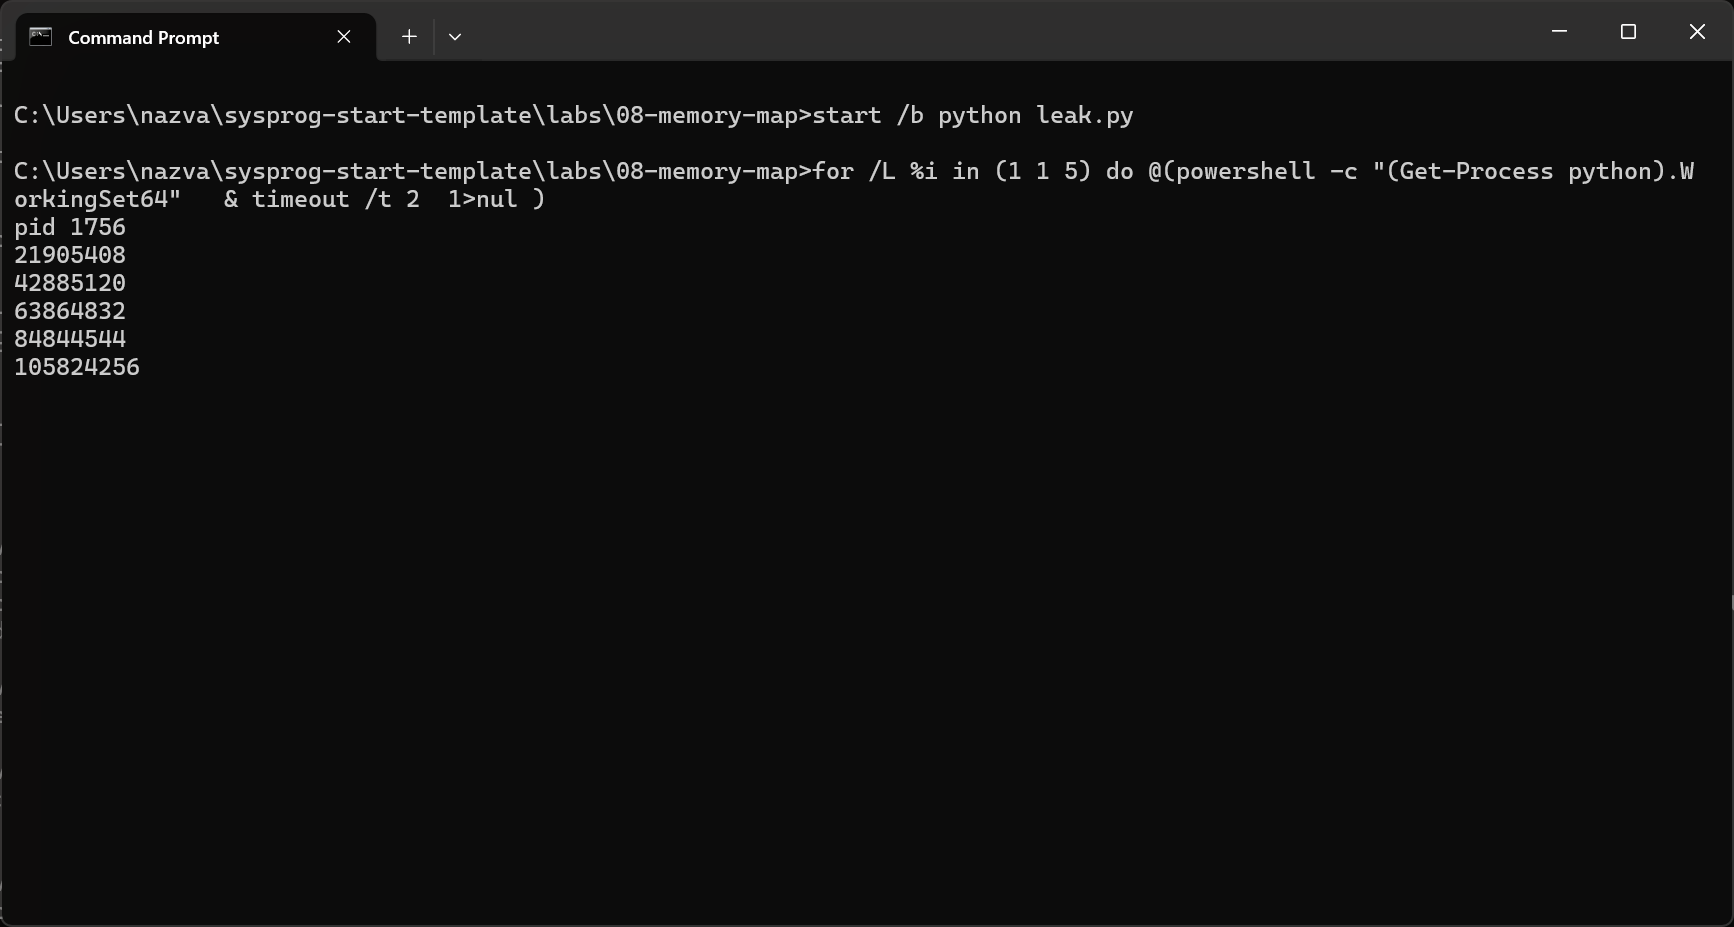 Command Prompt
C:\Users\nazva\sysprog-start-template\labs\08-memory-map>start /b python leak.py
C:\Users\nazva\sysprog-start-template\labs\08-memory-map>for /L %i in (1 1 5) do @(powershell -c "(Get-Process python).W
orkingSet64"   & timeout /t 2  1>nul )
pid 1756
21905408
42885120
63864832
84844544
105824256